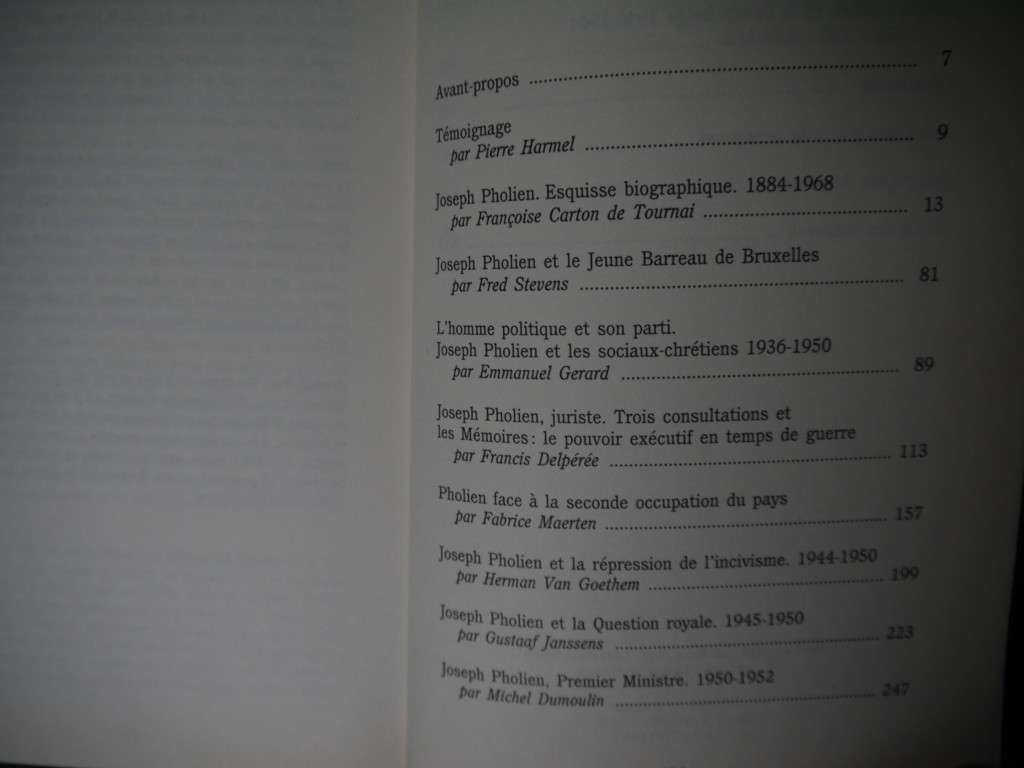 Avant-propos ........ 7
Témoignage
par Pierre Harmel ........ 9
Joseph Pholien. Esquisse biographique. 1884-1968
par Françoise Carton de Tournai ........ 13
Joseph Pholien et le Jeune Barreau de Bruxelles
par Fred Stevens ........ 81
L'homme politique et son parti.
Joseph Pholien et les sociaux-chrétiens 1936-1950
par Emmanuel Gerard ........ 89
Joseph Pholien, juriste. Trois consultations et
les Mémoires : le pouvoir exécutif en temps de guerre
par Francis Delpérée ........ 113
Pholien face à la seconde occupation du pays
par Fabrice Maerten ........ 157
Joseph Pholien et la répression de l'incivisme. 1944-1950
par Herman Van Goethem ........ 199
Joseph Pholien et la Question royale. 1945-1950
par Gustaaf Janssens ........ 223
Joseph Pholien, Premier Ministre. 1950-1952
par Michel Dumoulin ........ 247